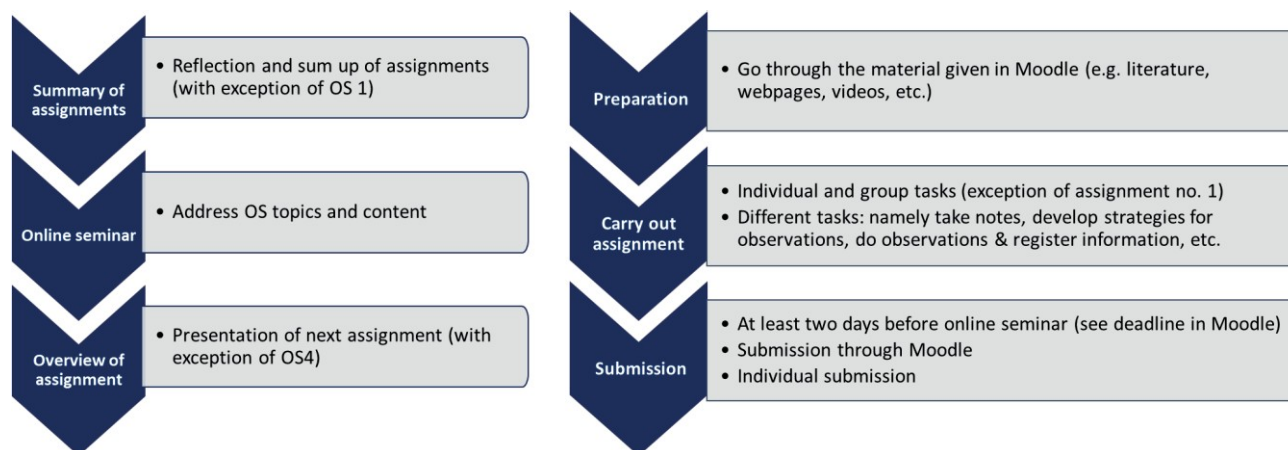 Summary of
assignments
• Reflection and sum up of assignments
(with exception of OS 1)
Online seminar
• Address OS topics and content
Overview of
assignment
• Presentation of next assignment (with
exception of OS4)
Preparation
• Go through the material given in Moodle (e.g. literature,
webpages, videos, etc.)
Carry out
assignment
• Individual and group tasks (exception of assignment no. 1)
• Different tasks: namely take notes, develop strategies for
observations, do observations & register information, etc.
Submission
• At least two days before online seminar (see deadline in Moodle)
• Submission through Moodle
• Individual submission